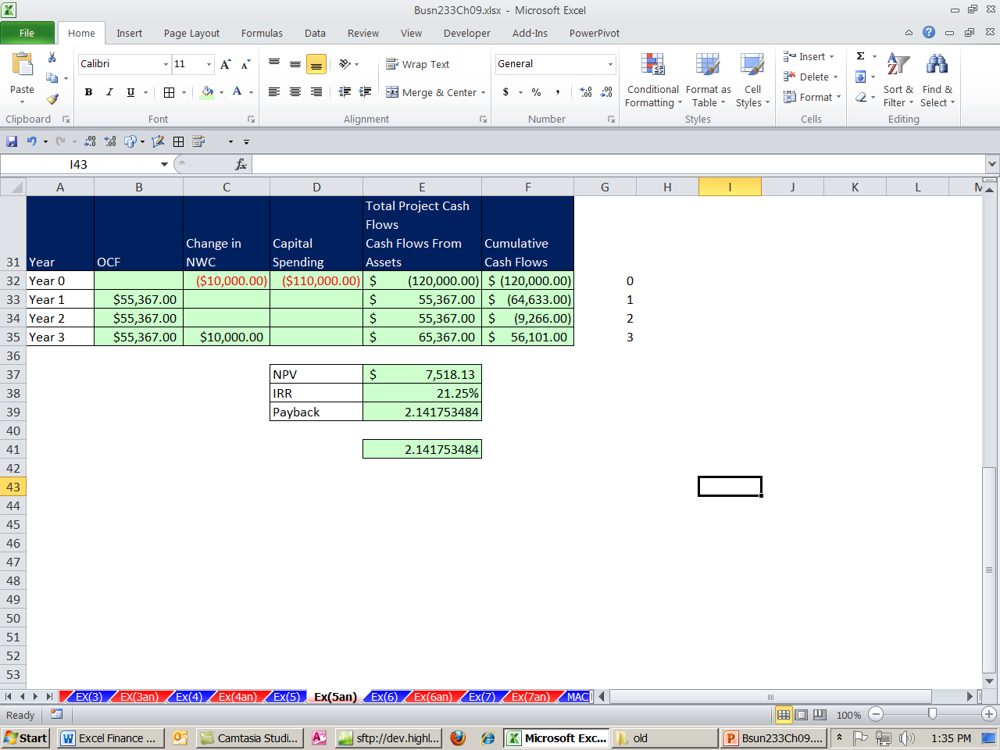 Busn233Ch09.xlsx - Microsoft Excel
File Home Insert Page Layout Formulas Data Review View Developer Add-Ins PowerPivot
Paste
Calibri 11
B I U
Wrap Text
Merge & Center
General
$ % ,
Conditional Formatting
Format as Table
Cell Styles
Insert
Delete
Format
Σ
Sort & Filter
Find & Select
Clipboard Font Alignment Number Styles Cells Editing
I43 fx
A B C D E F G H I J K L M
31 Year OCF Change in NWC Capital Spending Total Project Cash Flows Cash Flows From Assets Cumulative Cash Flows
32 Year 0 ($10,000.00) ($110,000.00) $ (120,000.00) $ (120,000.00) 0
33 Year 1 $55,367.00 $ 55,367.00 $ (64,633.00) 1
34 Year 2 $55,367.00 $ 55,367.00 $ (9,266.00) 2
35 Year 3 $55,367.00 $10,000.00 $ 65,367.00 $ 56,101.00 3
36
37 NPV $ 7,518.13
38 IRR 21.25%
39 Payback 2.141753484
40
41 2.141753484
42
43
44
45
46
47
48
49
50
51
52
53
EX(3) EX(3an) Ex(4) Ex(4an) Ex(5) Ex(5an) Ex(6) Ex(6an) Ex(7) Ex(7an) MAC
Ready 100%
Start Excel Finance ... Camtasia Studi... sftp://dev.highl... Microsoft Exc... old Bsun233Ch09.... 1:35 PM